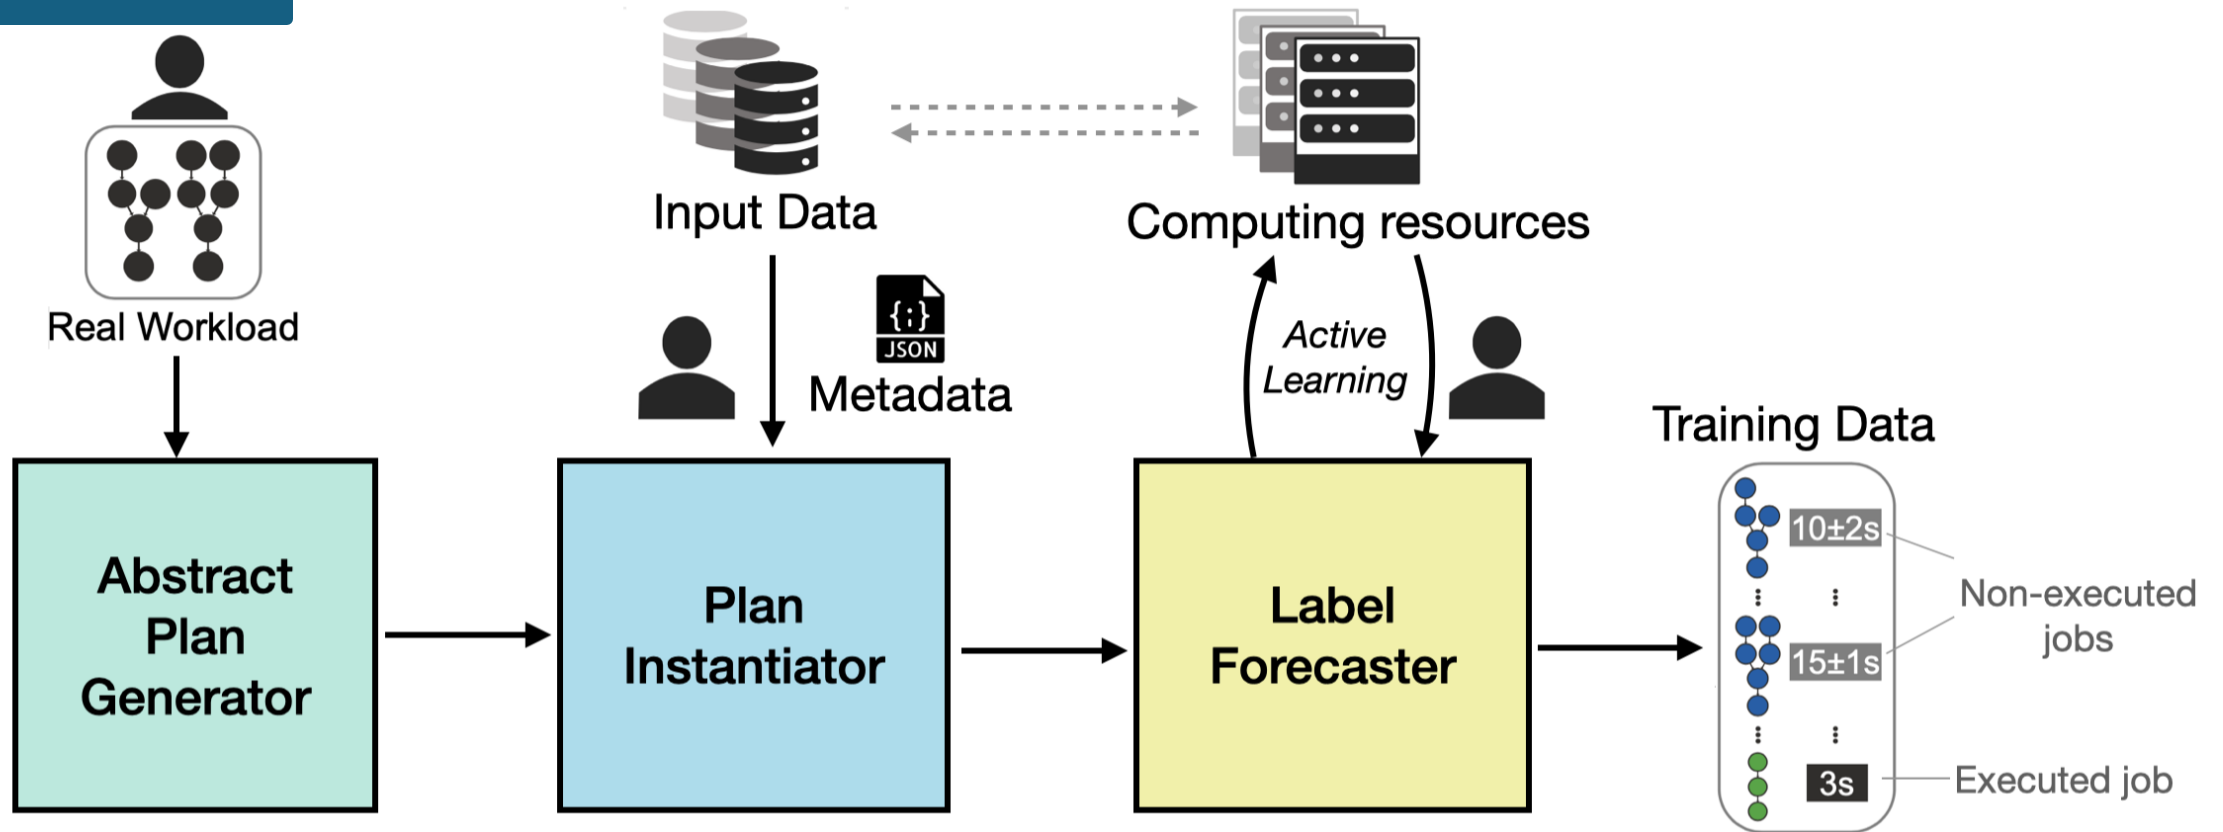 Real Workload
Input Data
Computing resources
{:}
JSON
Metadata
Active
Learning
Abstract
Plan
Generator
Plan
Instantiator
Label
Forecaster
Training Data
10±2s
15±1s
3s
Non-executed
jobs
Executed job